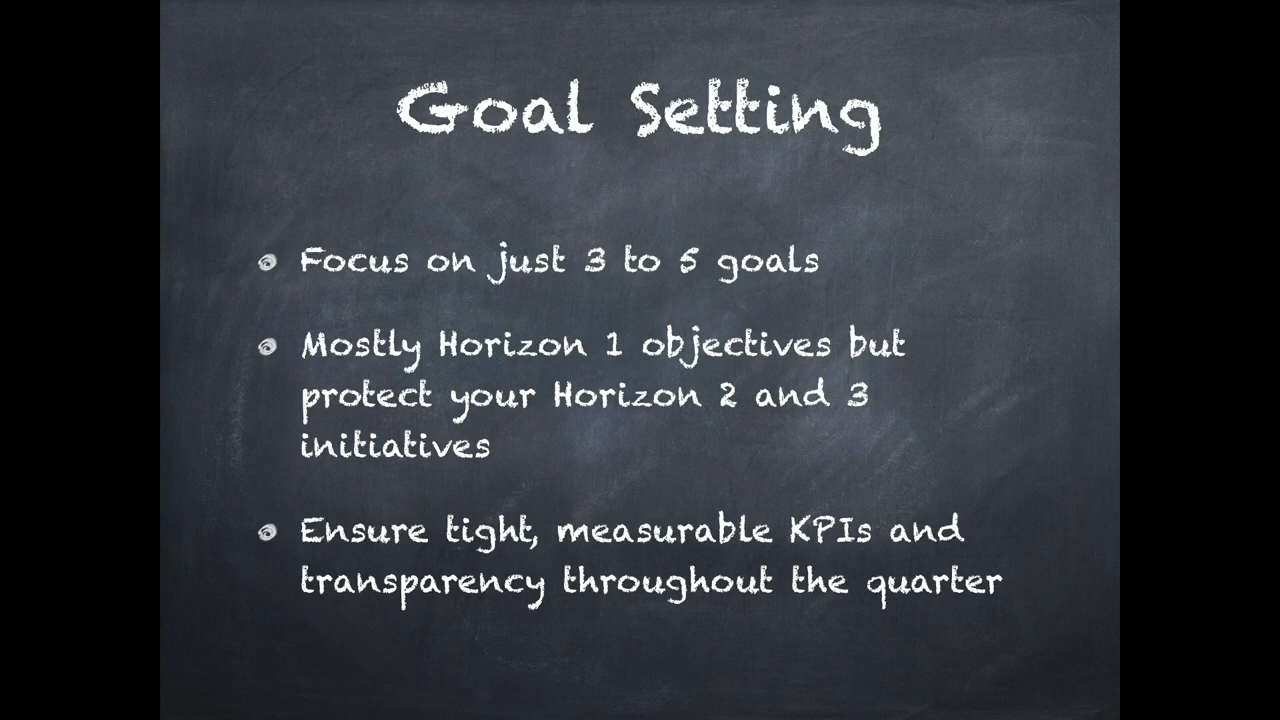 Goal Setting
Focus on just 3 to 5 goals
Mostly Horizon 1 objectives but
protect your Horizon 2 and 3
initiatives
Ensure tight, measurable KPIs and
transparency throughout the quarter